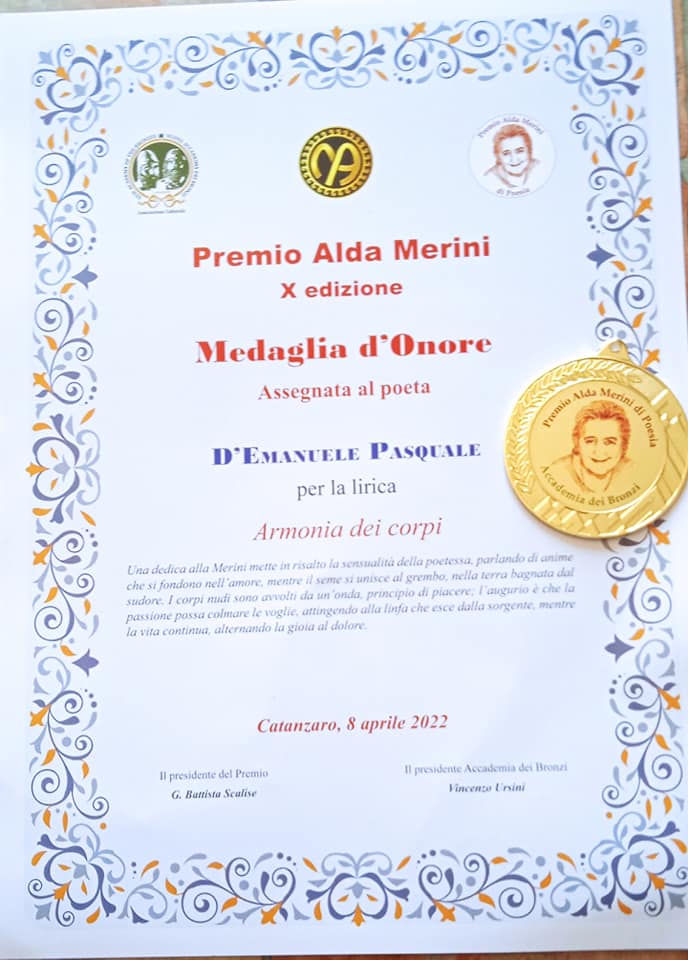 Premio Alda Merini
di Poesia
Associazione Culturale
Premio Alda Merini
X edizione
Medaglia d'Onore
Assegnata al poeta
D'Emanuele Pasquale
per la lirica
Armonia dei corpi
Una dedica alla Merini mette in risalto la sensualità della poetessa, parlando di anime
che si fondono nell'amore, mentre il seme si unisce al grembo, nella terra bagnata dal
sudore. I corpi nudi sono avvolti da un'onda, principio di piacere; l'augurio è che la
passione possa colmare le voglie, attingendo alla linfa che esce dalla sorgente, mentre
la vita continua, alternando la gioia al dolore.
Premio Alda Merini di Poesia
Accademia dei Bronzi
Catanzaro, 8 aprile 2022
Il presidente del Premio
G. Battista Scalise
Il presidente Accademia dei Bronzi
Vincenzo Ursini